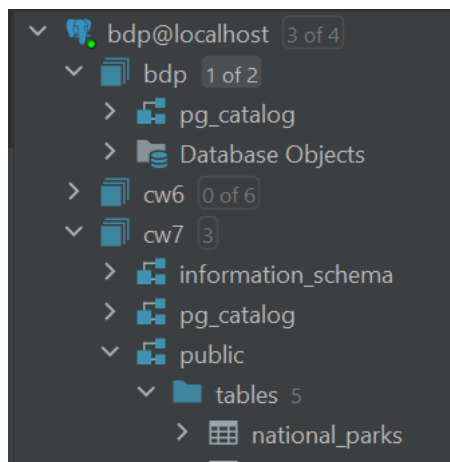 bdp@localhost 3 of 4
bdp 1 of 2
pg_catalog
Database Objects
cw6 0 of 6
cw7 3
information_schema
pg_catalog
public
tables 5
national_parks